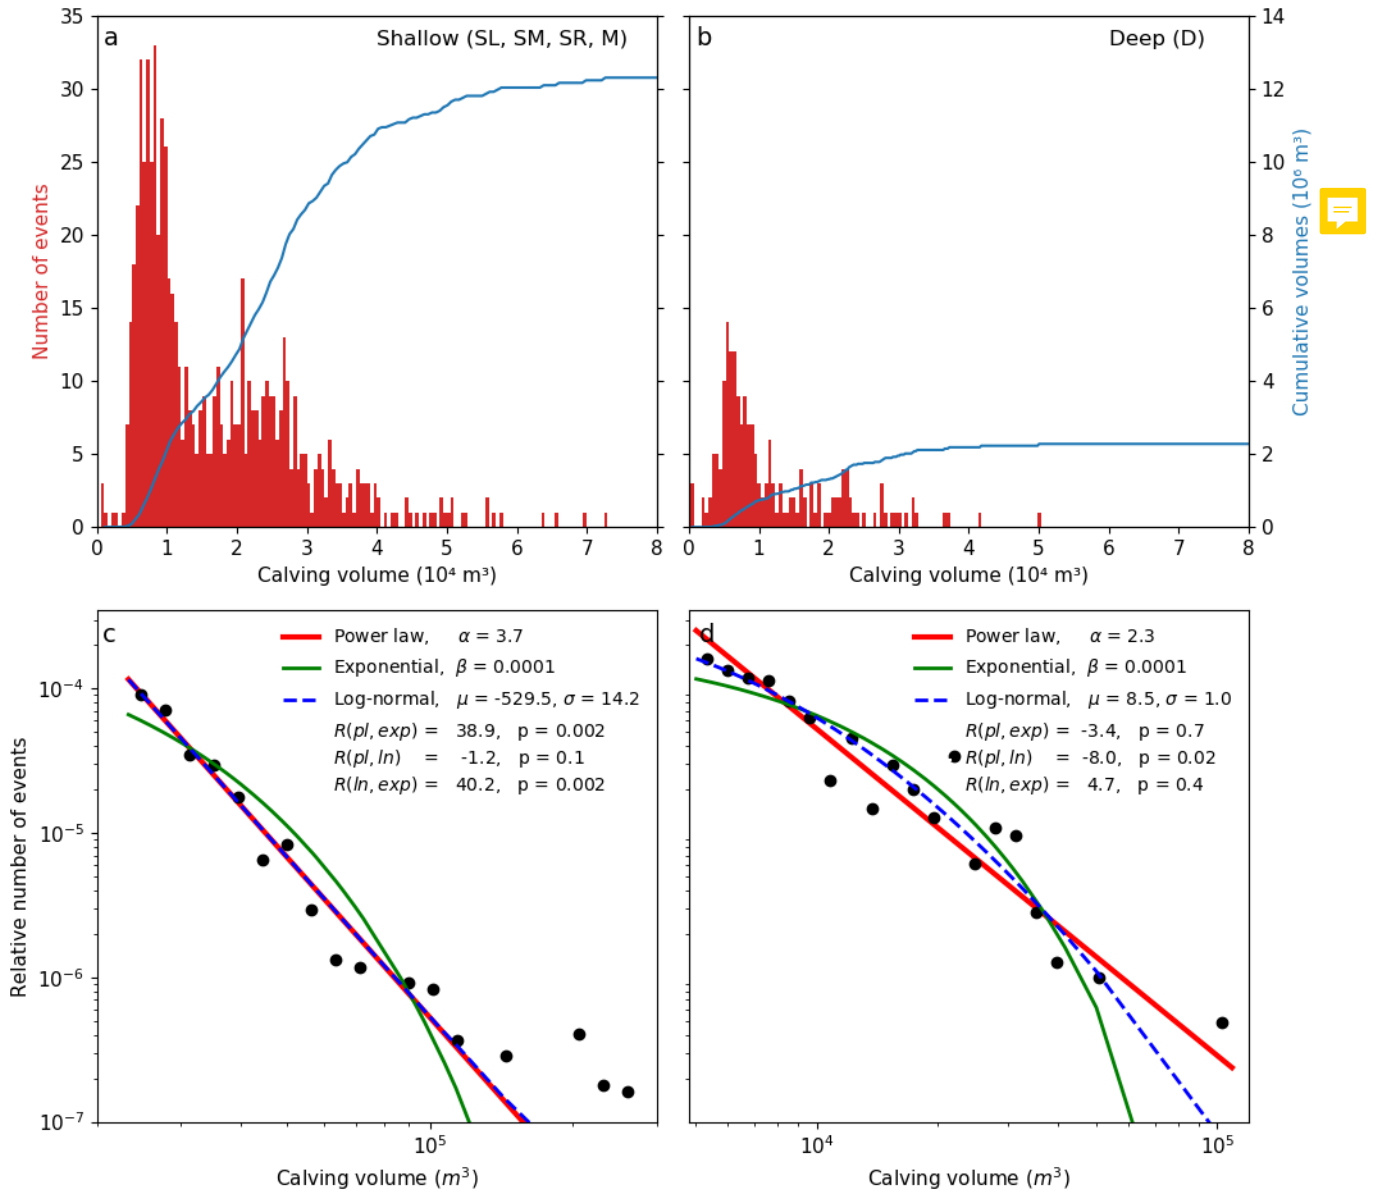 a
Shallow (SL, SM, SR, M)
b
Deep (D)
35
30
25
20
15
10
5
0
Number of events
14
12
10
8
6
4
2
0
Cumulative volumes (10⁶ m³)
0 1 2 3 4 5 6 7 8
Calving volume (10⁴ m³)
0 1 2 3 4 5 6 7 8
Calving volume (10⁴ m³)
c
Power law, α = 3.7
Exponential, β = 0.0001
Log-normal, μ = -529.5, σ = 14.2
R(pl, exp) = 38.9, p = 0.002
R(pl, ln) = -1.2, p = 0.1
R(ln, exp) = 40.2, p = 0.002
d
Power law, α = 2.3
Exponential, β = 0.0001
Log-normal, μ = 8.5, σ = 1.0
R(pl, exp) = -3.4, p = 0.7
R(pl, ln) = -8.0, p = 0.02
R(ln, exp) = 4.7, p = 0.4
10⁻⁴
10⁻⁵
10⁻⁶
10⁻⁷
Relative number of events
10⁵
Calving volume (m³)
10⁴ 10⁵
Calving volume (m³)